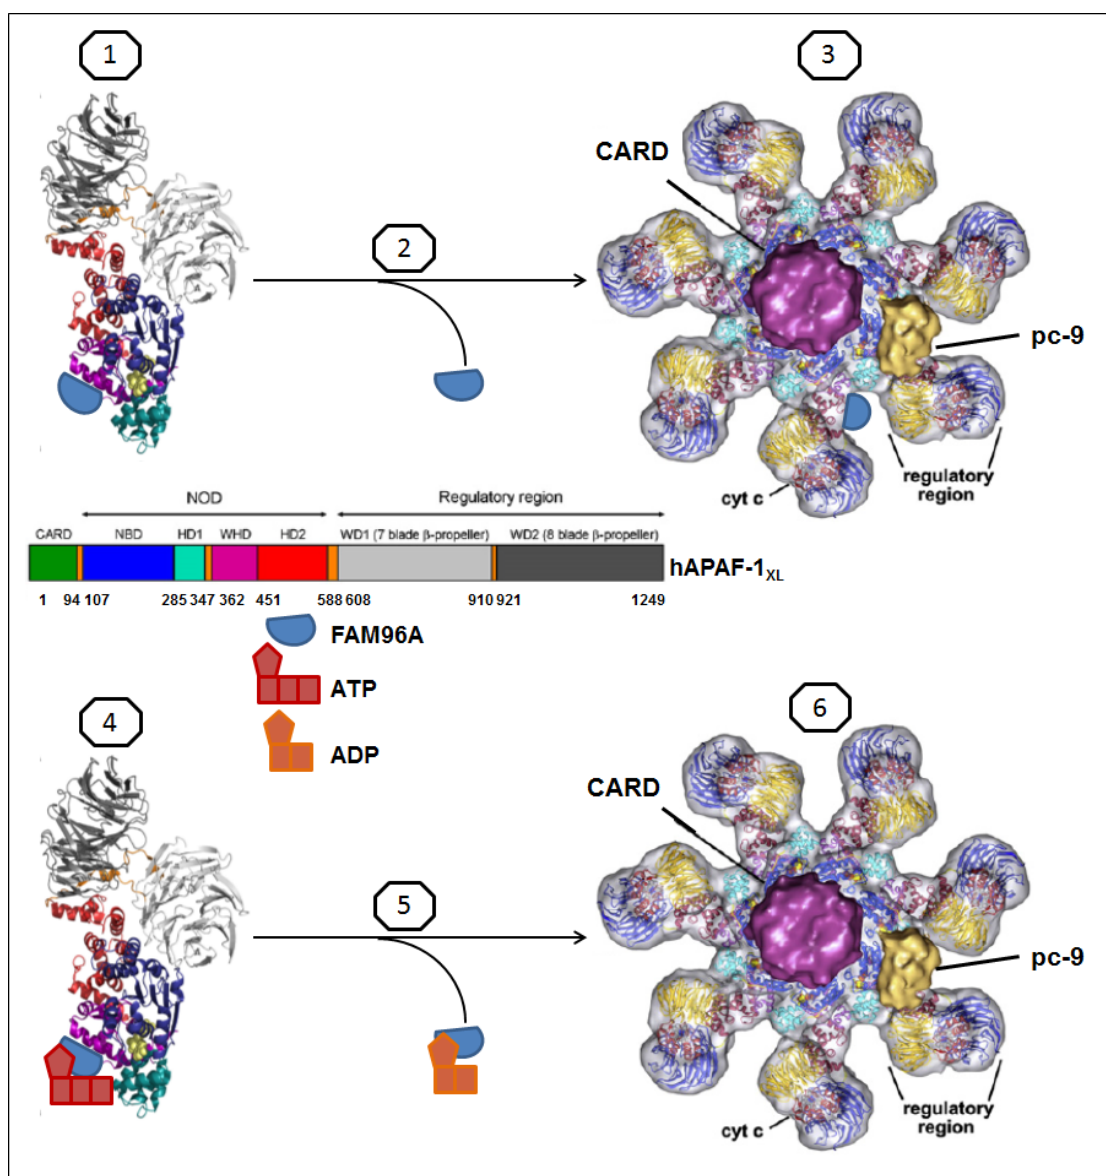 1
2
3
CARD
pc-9
regulatory
region
cyt c
NOD
Regulatory region
CARD NBD HD1 WHD HD2 WD1 (7 blade β-propeller) WD2 (8 blade β-propeller)
hAPAF-1XL
1 94 107 285 347 362 451 588 608 910 921 1249
FAM96A
ATP
ADP
4
5
6
CARD
pc-9
regulatory
region
cyt c